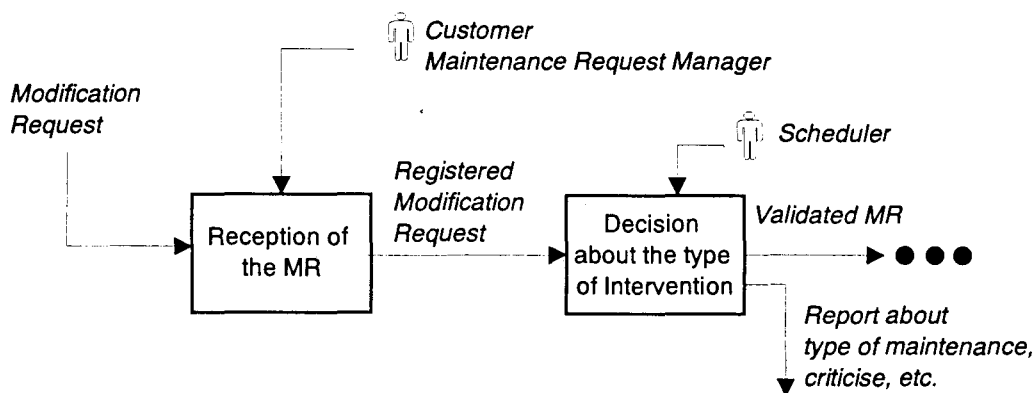 Customer
Maintenance Request Manager
Modification
Request
Scheduler
Registered
Modification
Request
Reception of
the MR
Decision
about the type
of Intervention
Validated MR
Report about
type of maintenance,
criticise, etc.